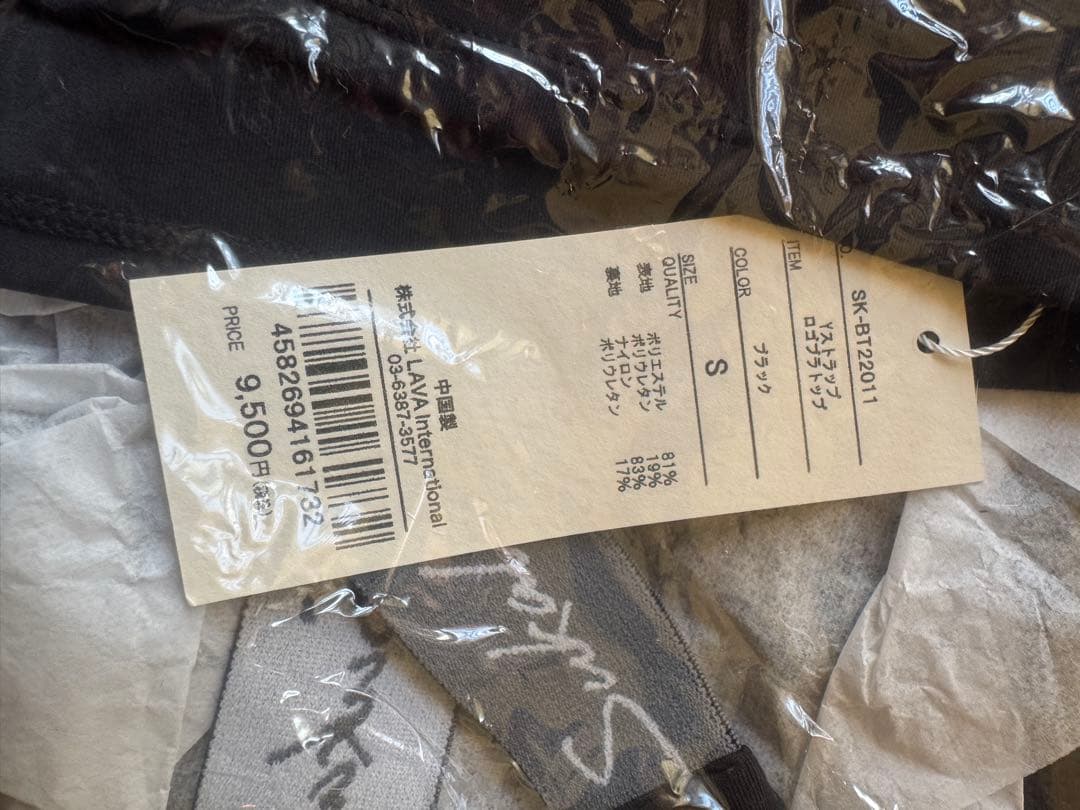 SK-BT22011
ITEM
Yストラップ
ロゴブラトップ
COLOR
ブラック
SIZE
S
QUALITY
表地
ポリエステル 81%
ポリウレタン 19%
裏地
ナイロン 83%
ポリウレタン 17%
中国製
株式会社 LAVA International
03-6387-3577
4582694161732
PRICE 9,500円